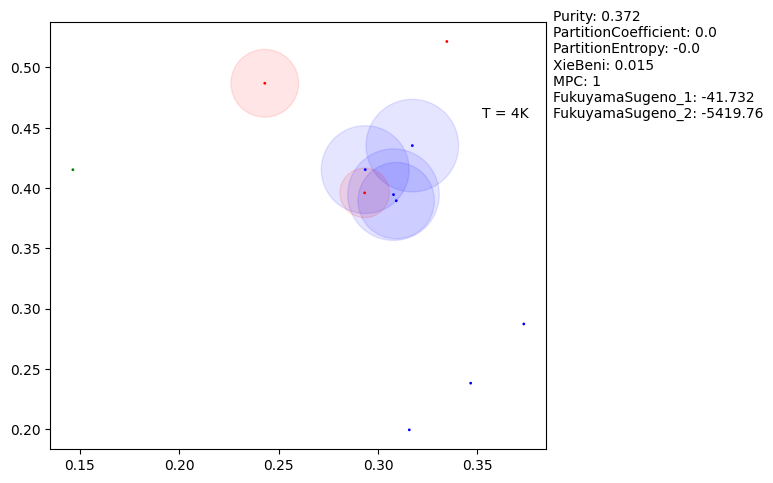 Purity: 0.372
PartitionCoefficient: 0.0
PartitionEntropy: -0.0
XieBeni: 0.015
MPC: 1
FukuyamaSugeno_1: -41.732
FukuyamaSugeno_2: -5419.76
T = 4K
0.50
0.45
0.40
0.35
0.30
0.25
0.20
0.15 0.20 0.25 0.30 0.35